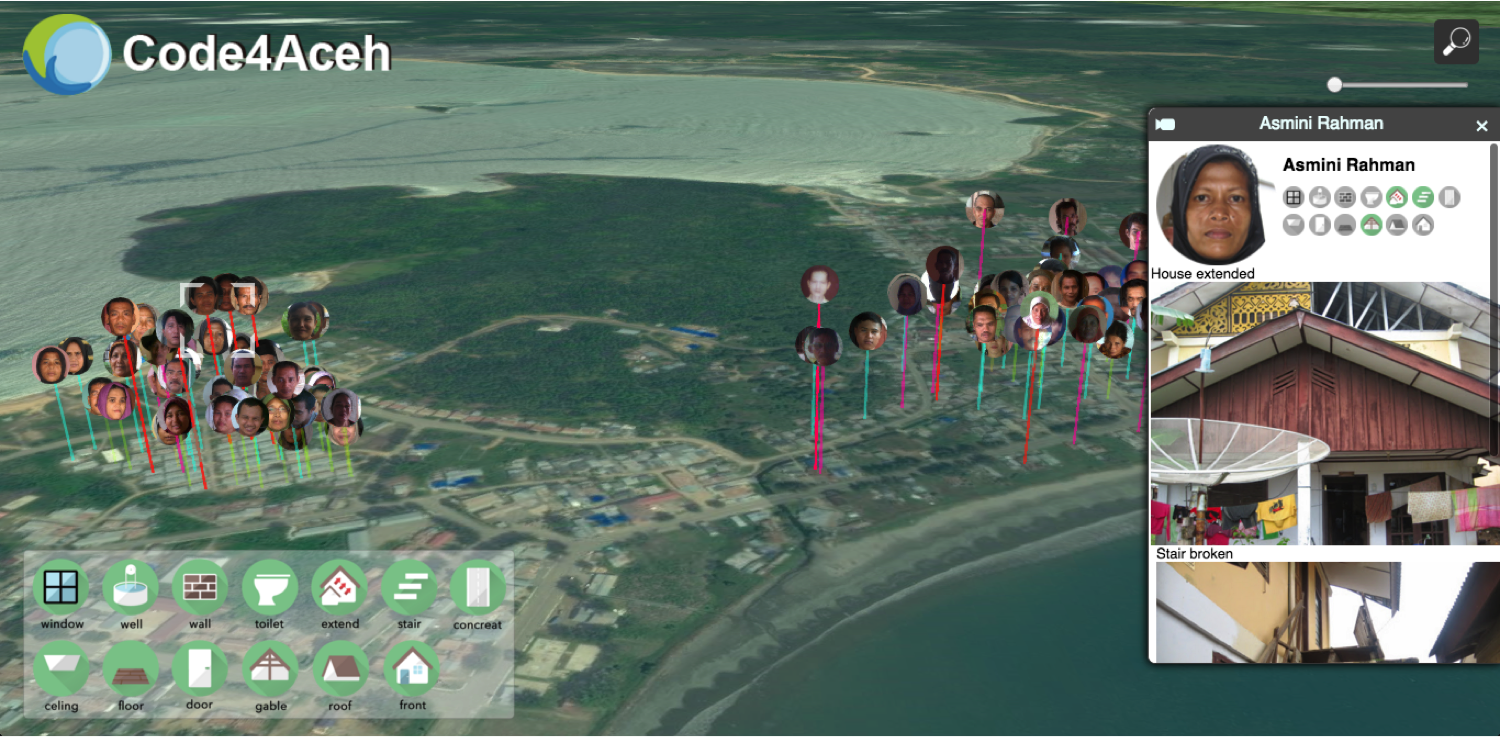 Code4Aceh
Asmini Rahman
Asmini Rahman
House extended
Stair broken
window
well
wall
toilet
extend
stair
concreat
celing
floor
door
gable
roof
front